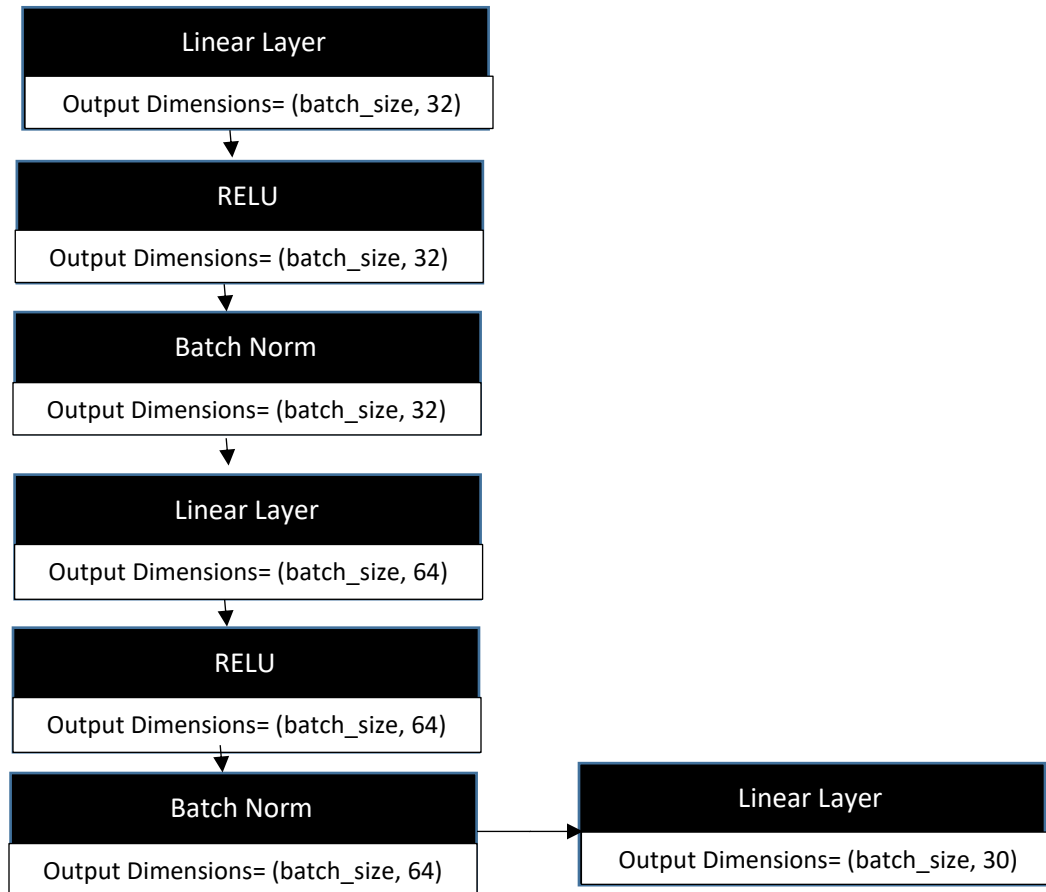 Linear Layer
Output Dimensions= (batch_size, 32)
RELU
Output Dimensions= (batch_size, 32)
Batch Norm
Output Dimensions= (batch_size, 32)
Linear Layer
Output Dimensions= (batch_size, 64)
RELU
Output Dimensions= (batch_size, 64)
Batch Norm
Output Dimensions= (batch_size, 64)
Linear Layer
Output Dimensions= (batch_size, 30)